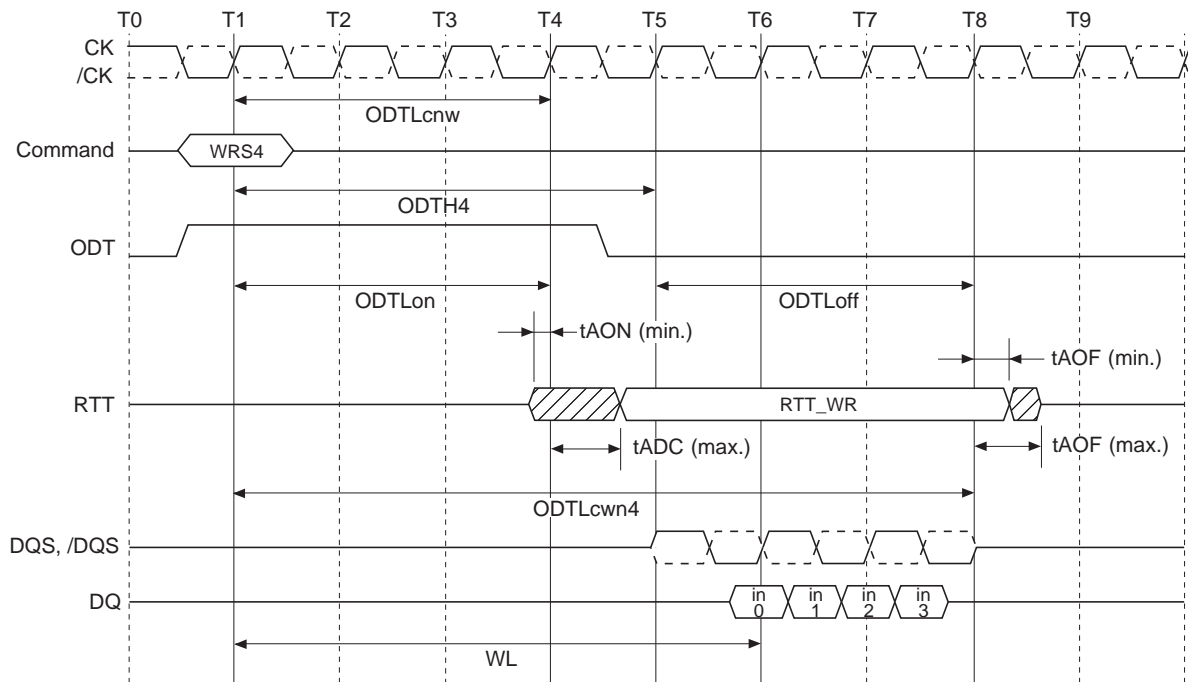 T0 T1 T2 T3 T4 T5 T6 T7 T8 T9
CK
/CK
ODTLcnw
Command
WRS4
ODTH4
ODT
ODTLon
ODTLoff
tAON (min.)
tAOF (min.)
RTT
RTT_WR
tADC (max.)
tAOF (max.)
ODTLcwn4
DQS, /DQS
DQ
in in in in
0 1 2 3
WL